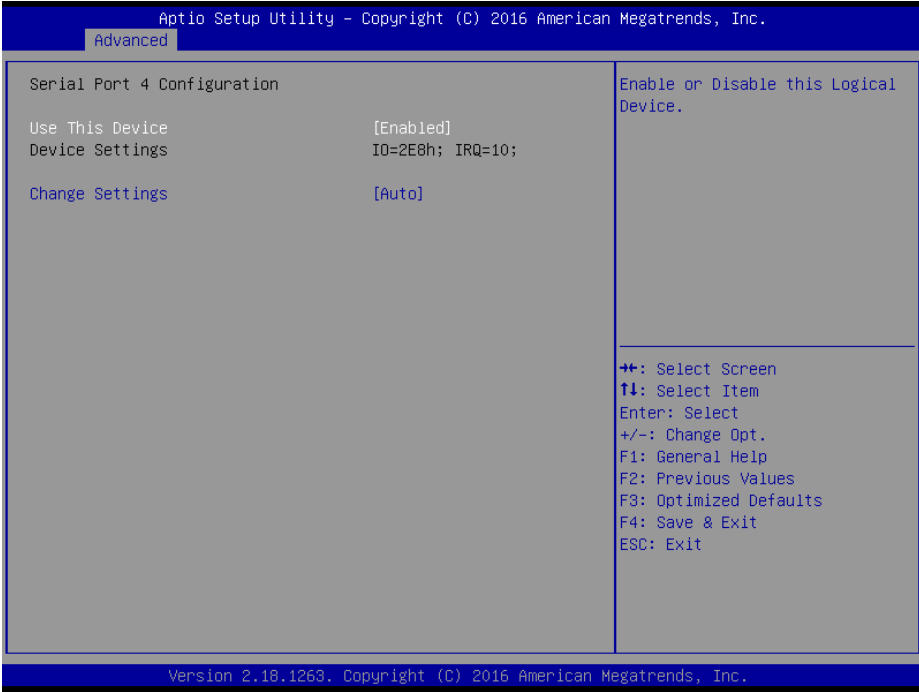 Aptio Setup Utility – Copyright (C) 2016 American Megatrends, Inc.
Advanced
Serial Port 4 Configuration
Use This Device [Enabled]
Device Settings IO=2E8h; IRQ=10;
Change Settings [Auto]
Enable or Disable this Logical
Device.
→←: Select Screen
↑↓: Select Item
Enter: Select
+/-: Change Opt.
F1: General Help
F2: Previous Values
F3: Optimized Defaults
F4: Save & Exit
ESC: Exit
Version 2.18.1263. Copyright (C) 2016 American Megatrends, Inc.